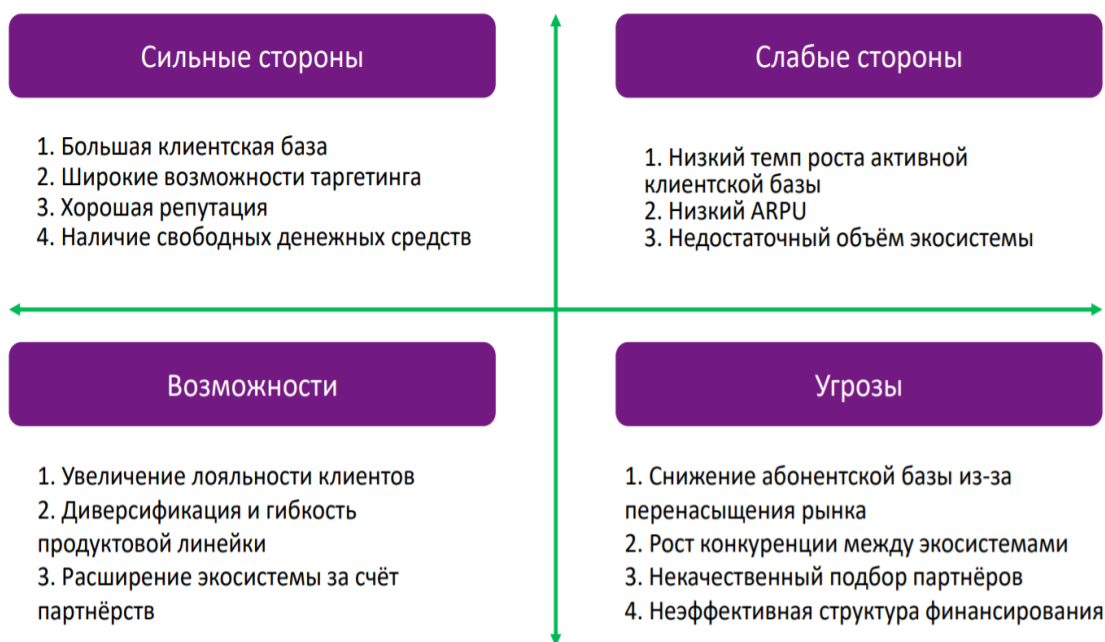 Сильные стороны
1. Большая клиентская база
2. Широкие возможности таргетинга
3. Хорошая репутация
4. Наличие свободных денежных средств
Слабые стороны
1. Низкий темп роста активной
клиентской базы
2. Низкий ARPU
3. Недостаточный объём экосистемы
Возможности
1. Увеличение лояльности клиентов
2. Диверсификация и гибкость
продуктовой линейки
3. Расширение экосистемы за счёт
партнёрств
Угрозы
1. Снижение абонентской базы из-за
перенасыщения рынка
2. Рост конкуренции между экосистемами
3. Некачественный подбор партнёров
4. Неэффективная структура финансирования